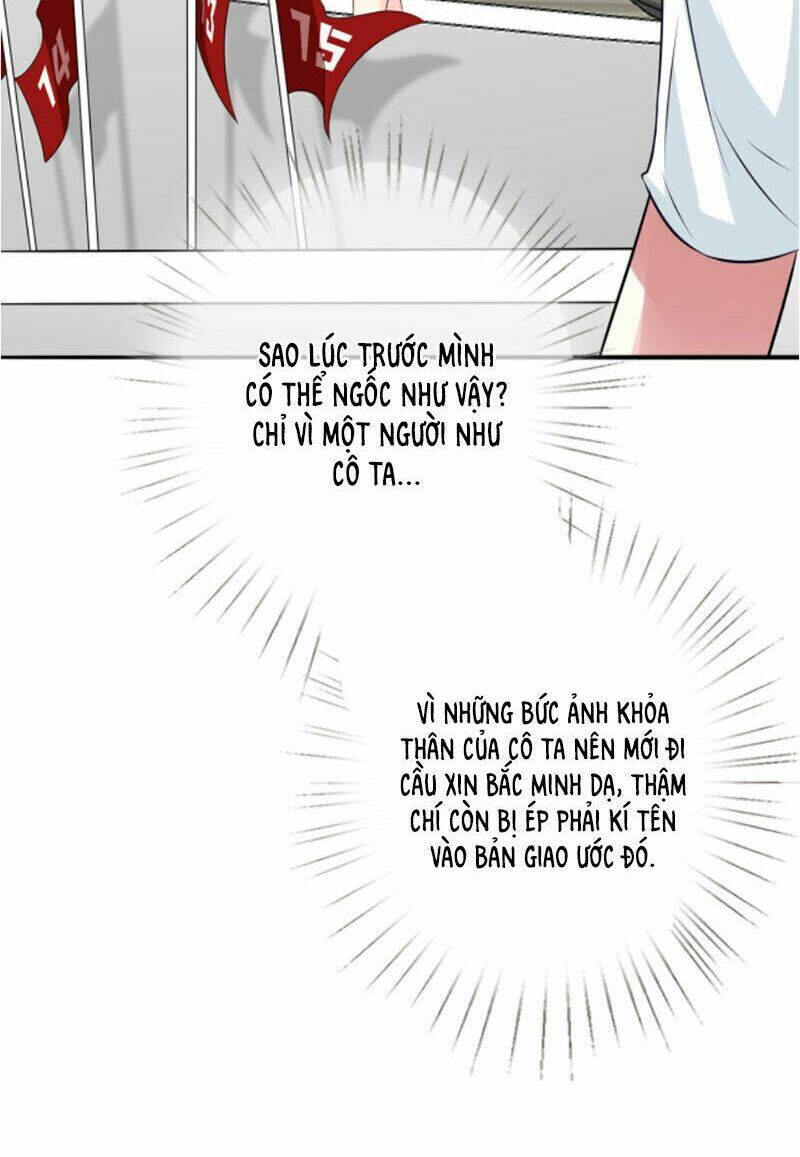 14
3
15
SAO LÚC TRƯỚC MÌNH
CÓ THỂ NGỐC NHƯ VẬY?
CHỈ VÌ MỘT NGƯỜI NHƯ
CÔ TA...
VÌ NHỮNG BỨC ẢNH KHỎA
THÂN CỦA CÔ TA NÊN MỚI ĐI
CẦU XIN BẮC MINH DẠ, THẬM
CHÍ CÒN BỊ ÉP PHẢI KÍ TÊN
VÀO BẢN GIAO ƯỚC ĐÓ.